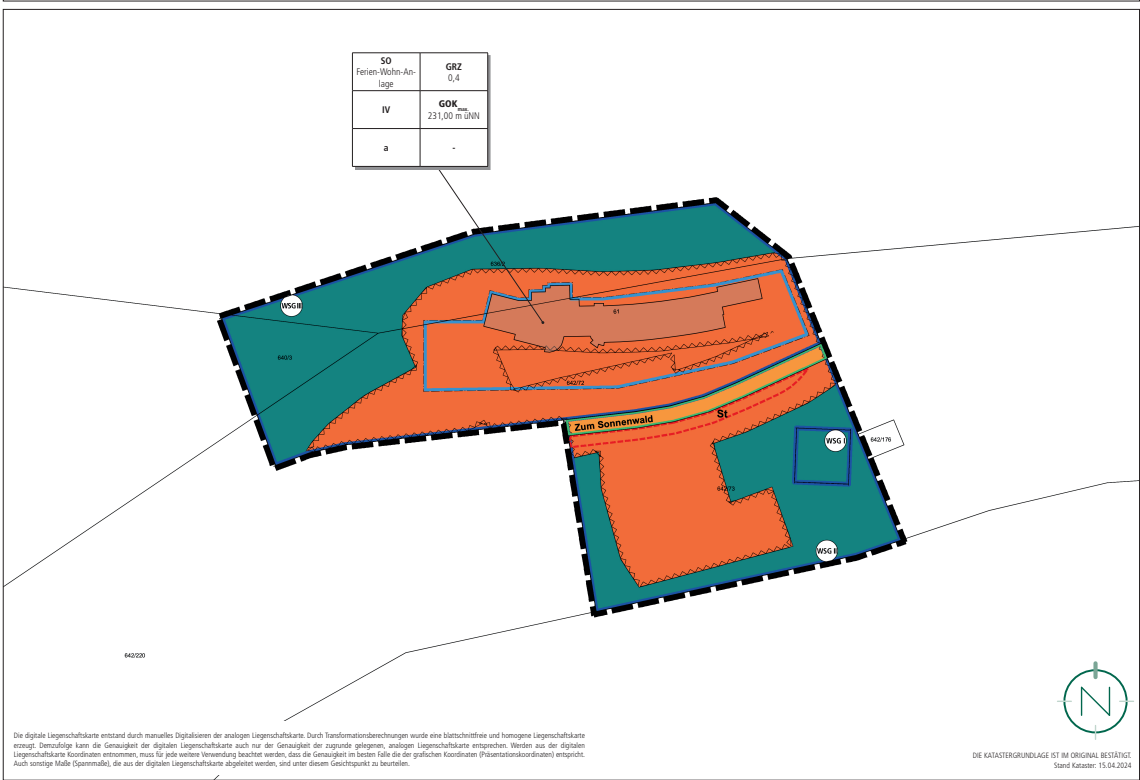 SO
Ferien-Wohn-An-
lage
GRZ
0,4
IV
GOK max.
231,00 m üNN
a
-
636/2
WSG III
61
640/3
642/72
Zum Sonnenwald
St
WSG I
642/176
642/73
WSG II
642/220
N
Die digitale Liegenschaftskarte entstand durch manuelles Digitalisieren der analogen Liegenschaftskarte. Durch Transformationsberechnungen wurde eine blattschnittfreie und homogene Liegenschaftskarte
erzeugt. Demzufolge kann die Genauigkeit der digitalen Liegenschaftskarte auch nur der Genauigkeit der zugrunde gelegenen, analogen Liegenschaftskarte entsprechen. Werden aus der digitalen
Liegenschaftskarte Koordinaten entnommen, muss für jede weitere Verwendung beachtet werden, dass die Genauigkeit im besten Falle die der grafischen Koordinaten (Präsentationskoordinaten) entspricht.
Auch sonstige Maße (Spannmaße), die aus der digitalen Liegenschaftskarte abgeleitet werden, sind unter diesem Gesichtspunkt zu beurteilen.
DIE KATASTERGRUNDLAGE IST IM ORIGINAL BESTÄTIGT.
Stand Kataster: 15.04.2024